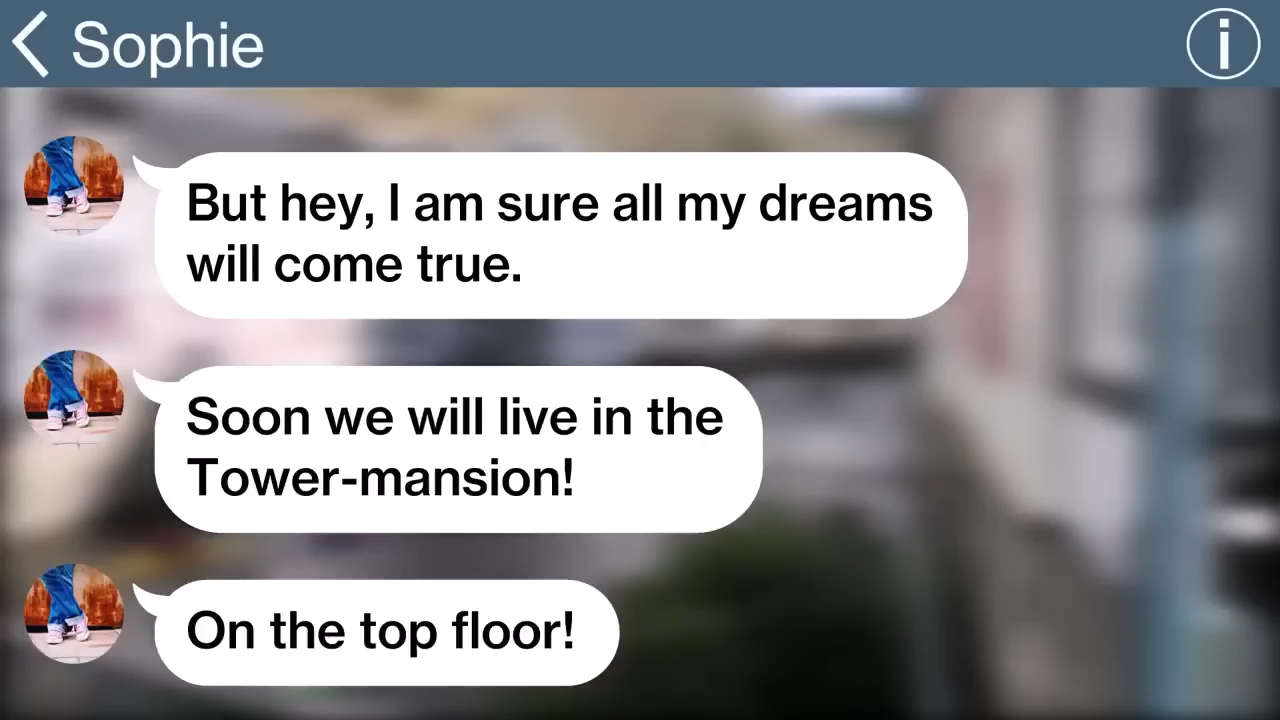 Sophie
But hey, I am sure all my dreams
will come true.
Soon we will live in the
Tower-mansion!
On the top floor!